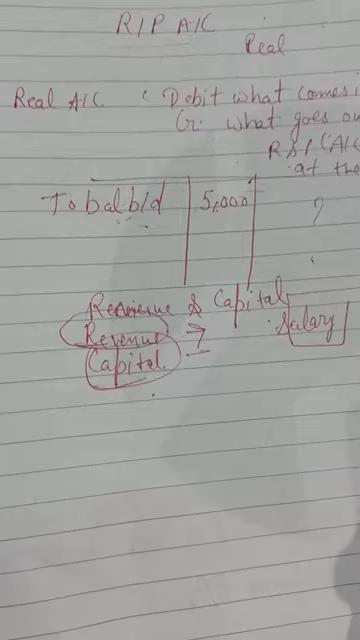 R/P A/C
Real
Real A/C : Debit what comes i
Cr. what goes ou
R & P (A/C
at the
To bal b/d 5,000 ?
Revenue & Capital
Revenue → Salary
Capital. –